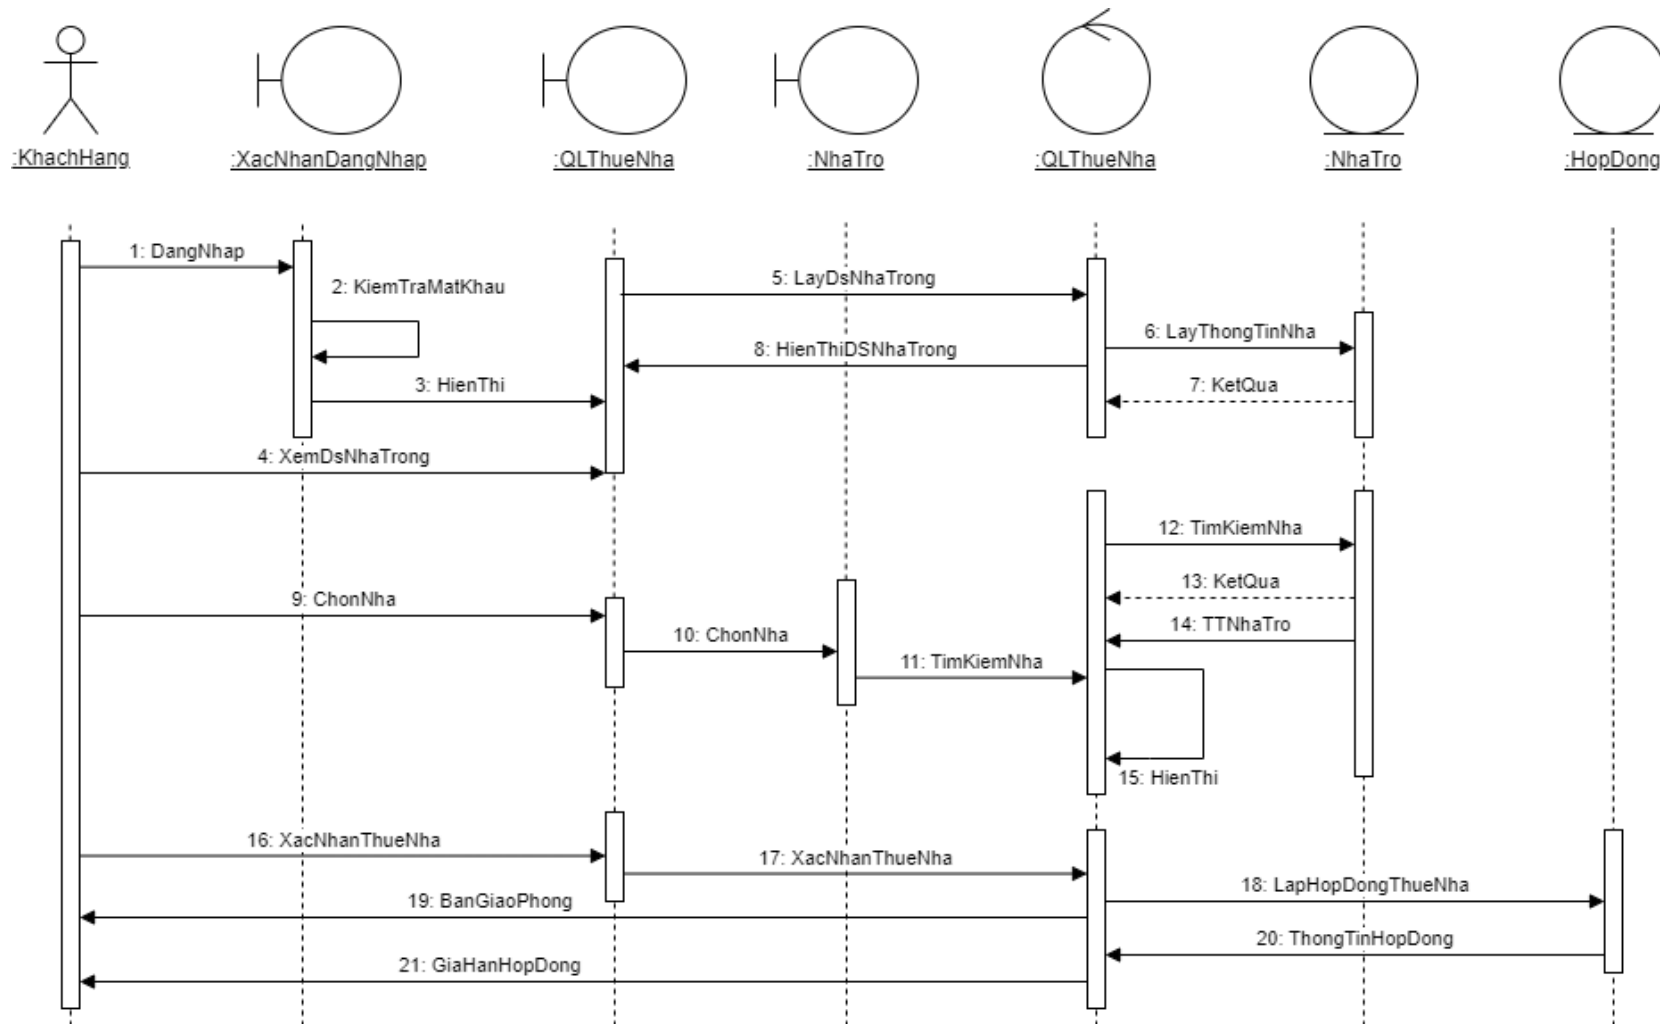 :KhachHang
:XacNhanDangNhap
:QLThueNha
:NhaTro
:QLThueNha
:NhaTro
:HopDong
1: DangNhap
2: KiemTraMatKhau
3: HienThi
4: XemDsNhaTrong
5: LayDsNhaTrong
6: LayThongTinNha
7: KetQua
8: HienThiDSNhaTrong
9: ChonNha
10: ChonNha
11: TimKiemNha
12: TimKiemNha
13: KetQua
14: TTNhaTro
15: HienThi
16: XacNhanThueNha
17: XacNhanThueNha
18: LapHopDongThueNha
19: BanGiaoPhong
20: ThongTinHopDong
21: GiaHanHopDong